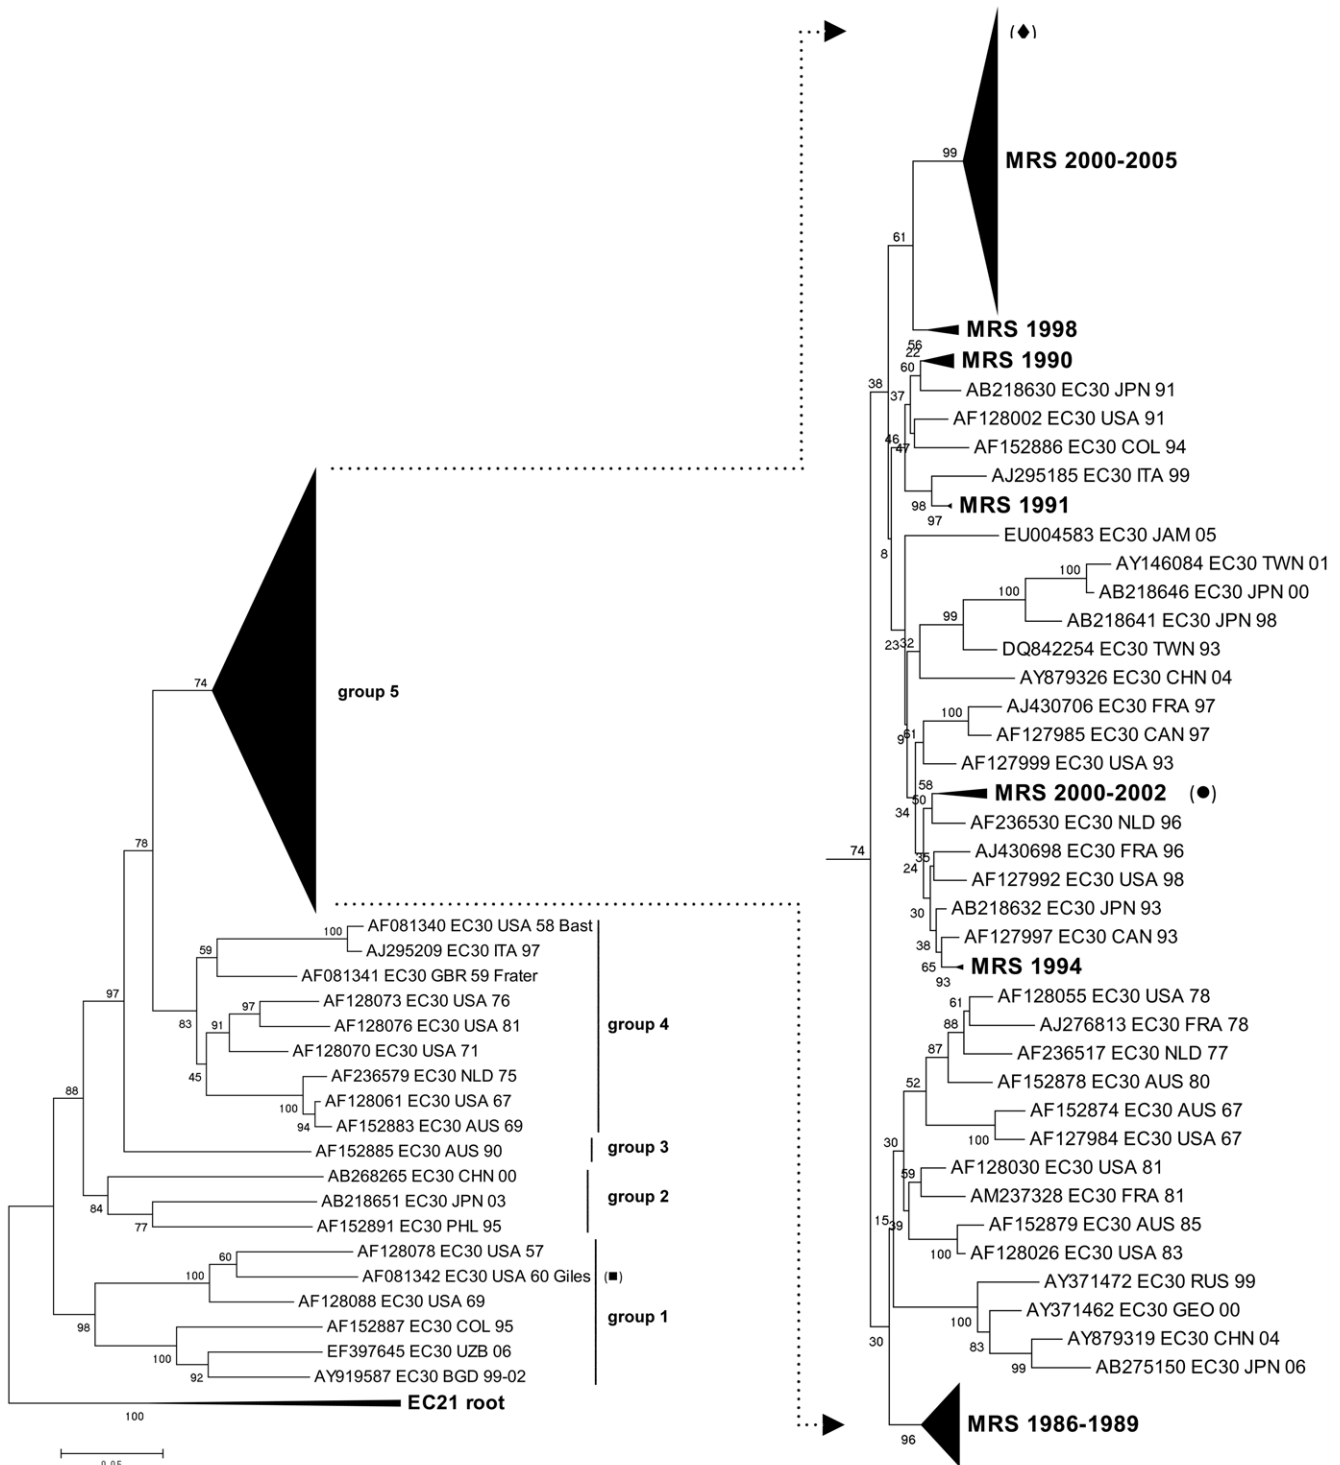 (♦)
99
MRS 2000-2005
61
MRS 1998
56
22
MRS 1990
60
38
AB218630 EC30 JPN 91
37
AF128002 EC30 USA 91
46
47
AF152886 EC30 COL 94
AJ295185 EC30 ITA 99
98
MRS 1991
97
EU004583 EC30 JAM 05
8
AY146084 EC30 TWN 01
100
AB218646 EC30 JPN 00
100
AB218641 EC30 JPN 98
99
23
32
DQ842254 EC30 TWN 93
AY879326 EC30 CHN 04
AJ430706 EC30 FRA 97
100
AF127985 EC30 CAN 97
9
61
AF127999 EC30 USA 93
58
MRS 2000-2002 (●)
50
34
AF236530 EC30 NLD 96
74
AJ430698 EC30 FRA 96
35
24
AF127992 EC30 USA 98
AB218632 EC30 JPN 93
30
AF127997 EC30 CAN 93
38
65
MRS 1994
93
AF128055 EC30 USA 78
61
AJ276813 EC30 FRA 78
88
87
AF236517 EC30 NLD 77
AF152878 EC30 AUS 80
52
AF152874 EC30 AUS 67
100
AF127984 EC30 USA 67
30
AF128030 EC30 USA 81
59
AM237328 EC30 FRA 81
15
39
AF152879 EC30 AUS 85
100
AF128026 EC30 USA 83
AY371472 EC30 RUS 99
AY371462 EC30 GEO 00
100
30
83
AY879319 EC30 CHN 04
99
AB275150 EC30 JPN 06
MRS 1986-1989
96
74
group 5
78
AF081340 EC30 USA 58 Bast
100
AJ295209 EC30 ITA 97
59
AF081341 EC30 GBR 59 Frater
97
AF128073 EC30 USA 76
97
83
AF128076 EC30 USA 81
group 4
91
AF128070 EC30 USA 71
45
AF236579 EC30 NLD 75
88
AF128061 EC30 USA 67
100
94
AF152883 EC30 AUS 69
AF152885 EC30 AUS 90
group 3
AB268265 EC30 CHN 00
84
AB218651 EC30 JPN 03
group 2
77
AF152891 EC30 PHL 95
AF128078 EC30 USA 57
60
100
AF081342 EC30 USA 60 Giles (■)
AF128088 EC30 USA 69
group 1
98
AF152887 EC30 COL 95
100
EF397645 EC30 UZB 06
92
AY919587 EC30 BGD 99-02
EC21 root
100
0.05